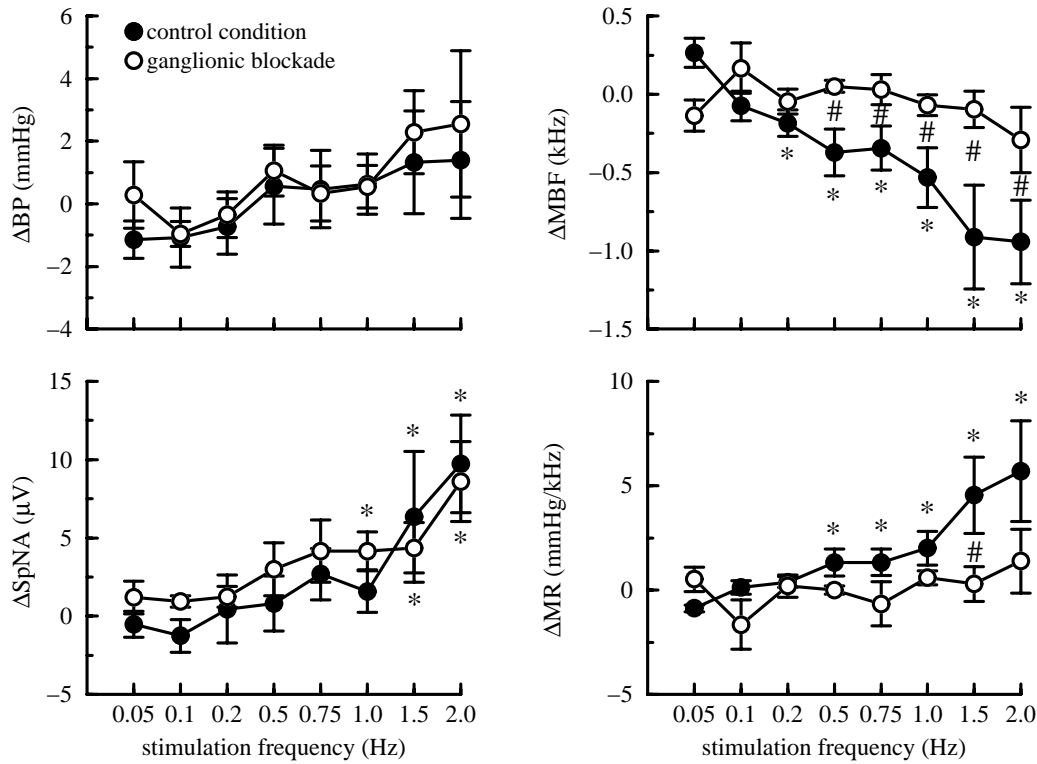 control condition
ganglionic blockade
6
4
2
0
−2
−4
ΔBP (mmHg)
0.5
0.0
−0.5
−1.0
−1.5
ΔMBF (kHz)
# # # # #
* * * * * *
15
10
5
0
−5
ΔSpNA (μV)
* * *
* *
0.05 0.1 0.2 0.5 0.75 1.0 1.5 2.0
stimulation frequency (Hz)
10
5
0
−5
ΔMR (mmHg/kHz)
* * * * *
#
0.05 0.1 0.2 0.5 0.75 1.0 1.5 2.0
stimulation frequency (Hz)